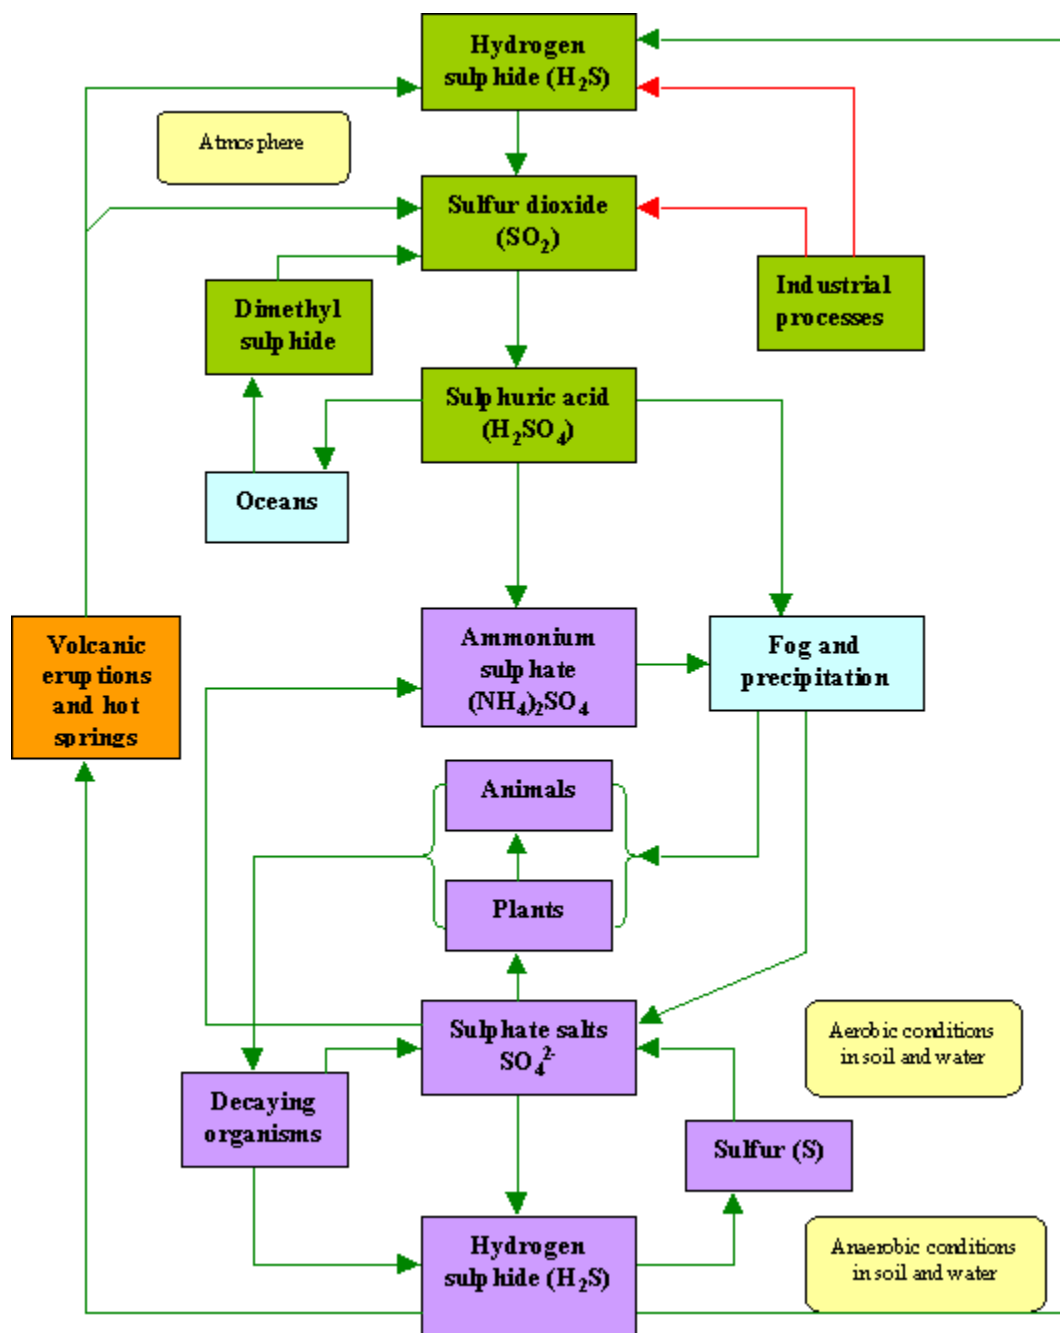 Hydrogen
sulphide (H₂S)
Atmosphere
Sulfur dioxide
(SO₂)
Dimethyl
sulphide
Industrial
processes
Sulphuric acid
(H₂SO₄)
Oceans
Volcanic
eruptions
and hot
springs
Ammonium
sulphate
(NH₄)₂SO₄
Fog and
precipitation
Animals
Plants
Sulphate salts
SO₄²⁻
Aerobic conditions
in soil and water
Decaying
organisms
Sulfur (S)
Hydrogen
sulphide (H₂S)
Anaerobic conditions
in soil and water